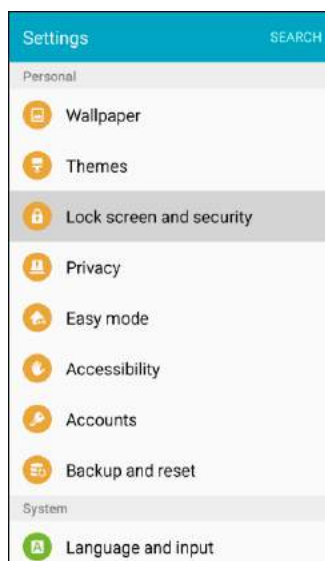 Settings
SEARCH
Personal
Wallpaper
Themes
Lock screen and security
Privacy
Easy mode
Accessibility
Accounts
Backup and reset
System
A
Language and input